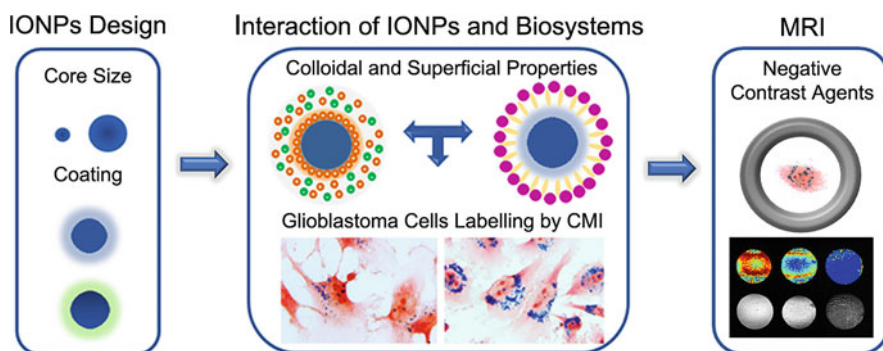 IONPs Design
Core Size
Coating
Interaction of IONPs and Biosystems
Colloidal and Superficial Properties
Glioblastoma Cells Labelling by CMI
MRI
Negative
Contrast Agents